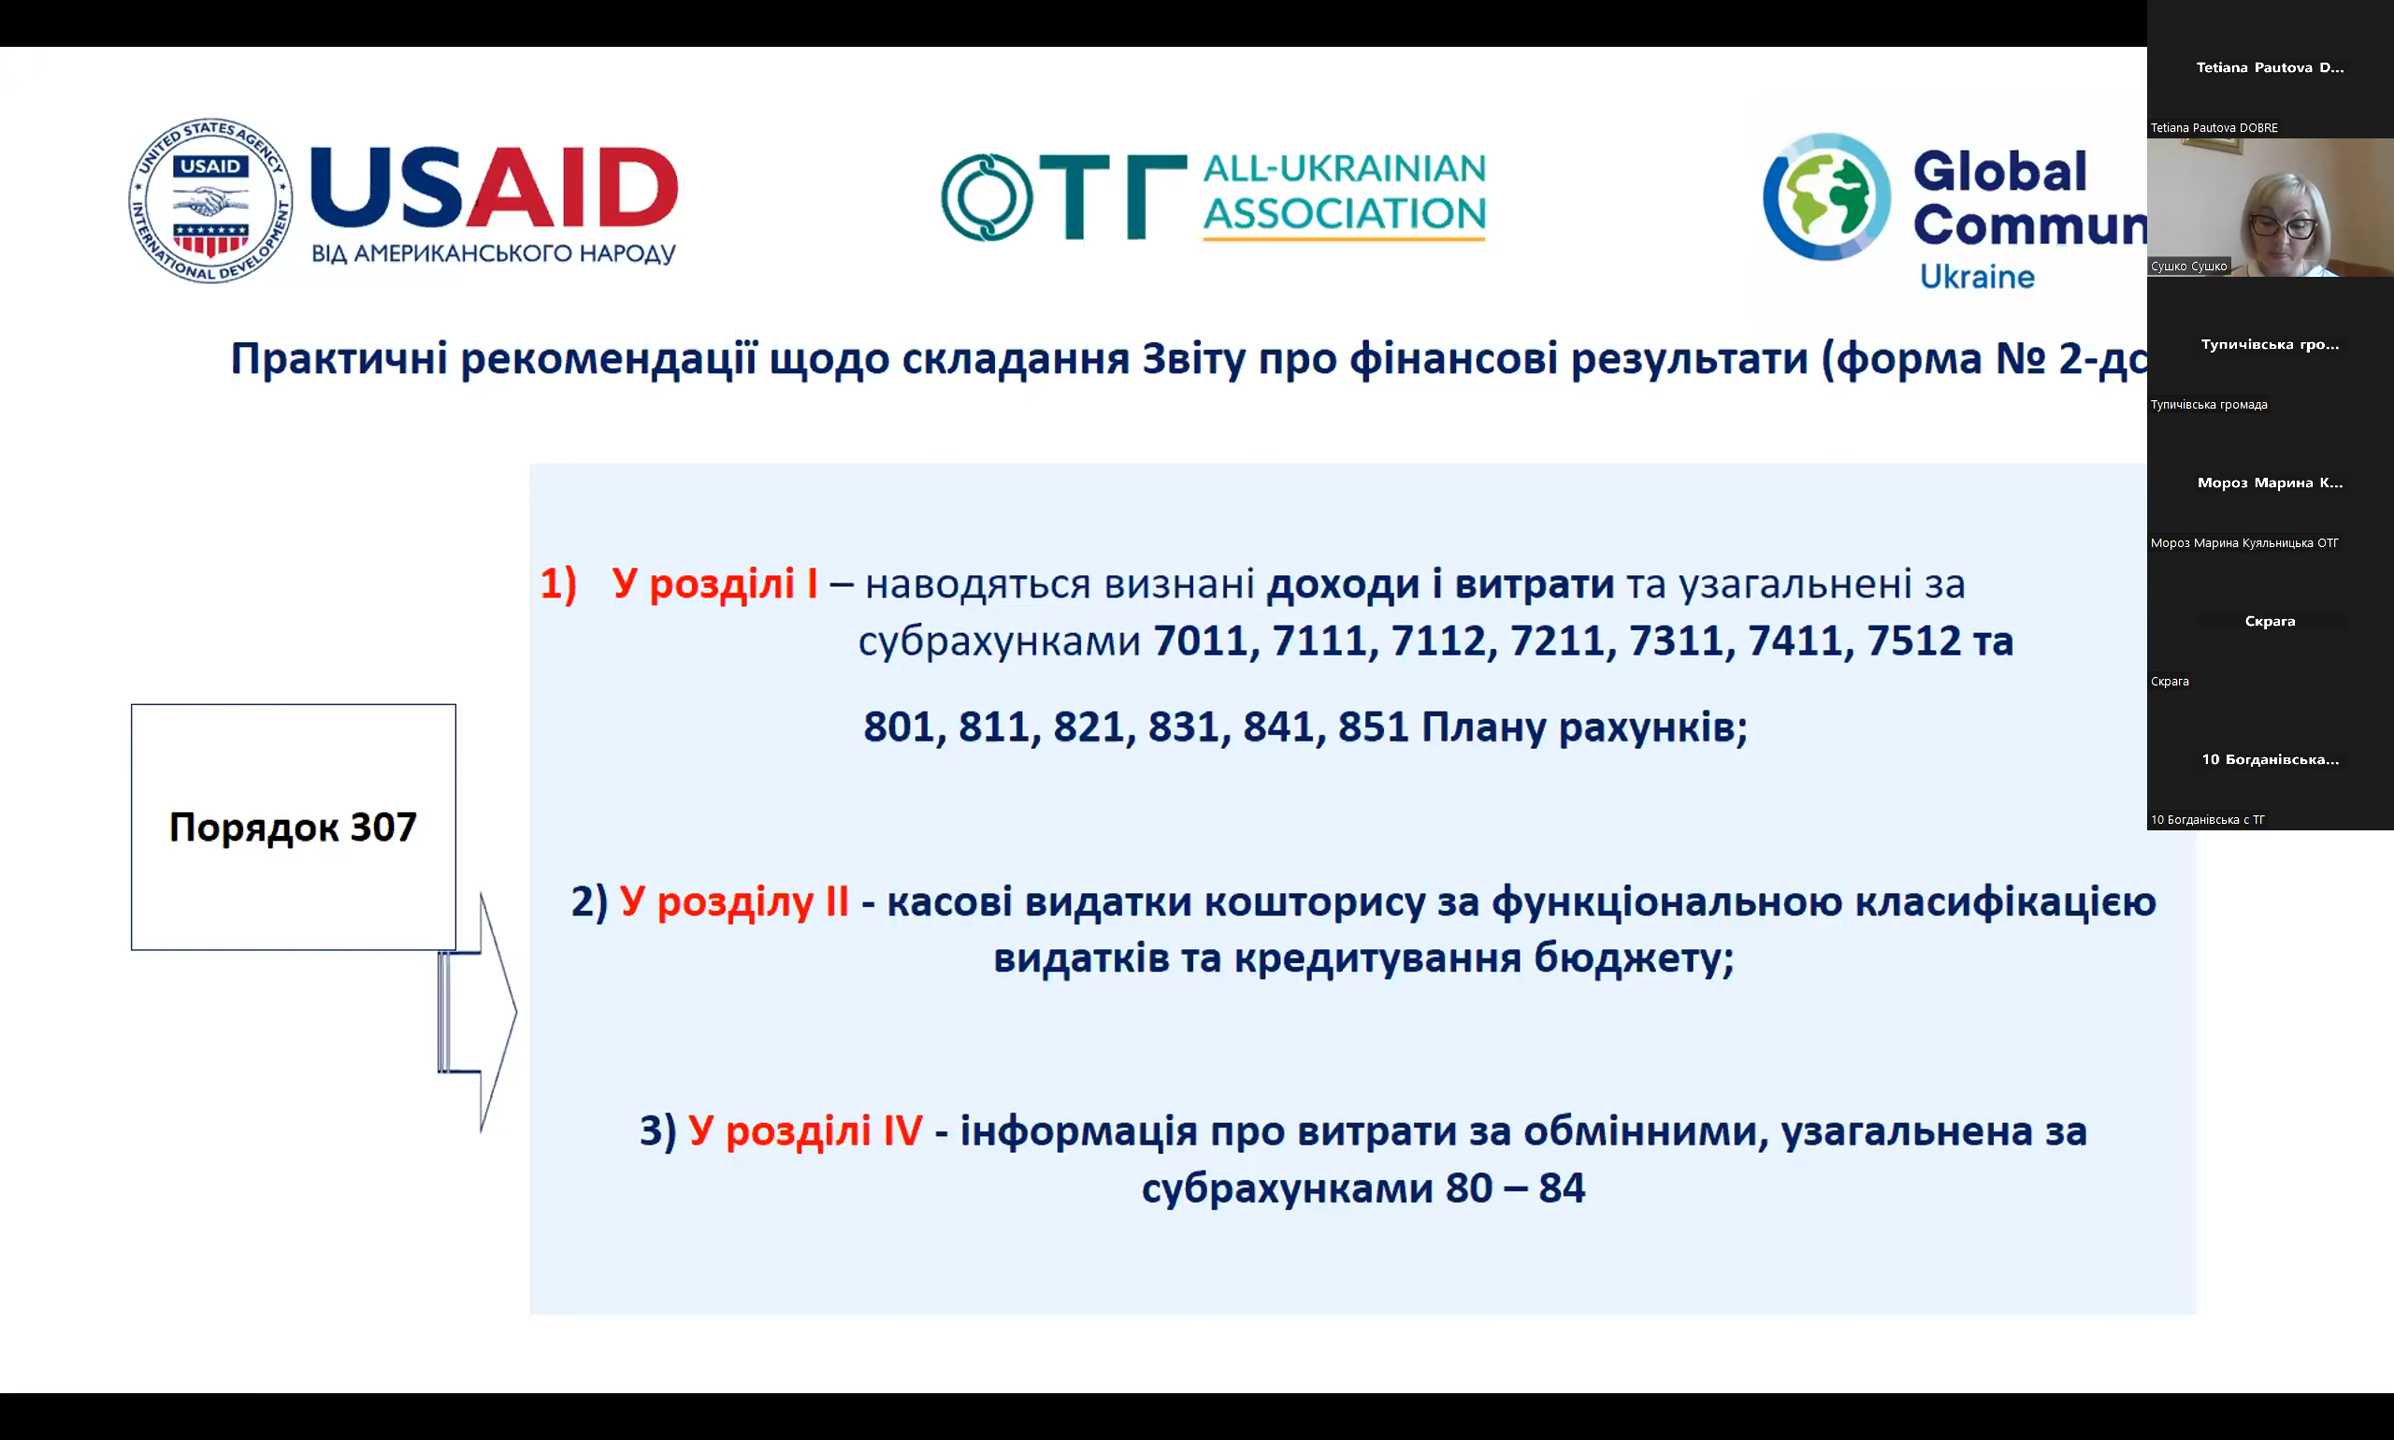 UNITED STATES AGENCY
USAID
INTERNATIONAL DEVELOPMENT
USAID
ВІД АМЕРИКАНСЬКОГО НАРОДУ
ОТГ
ALL-UKRAINIAN
ASSOCIATION
Global
Commun
Ukraine
Практичні рекомендації щодо складання Звіту про фінансові результати (форма № 2-дс
Порядок 307
1) У розділі І – наводяться визнані доходи і витрати та узагальнені за
субрахунками 7011, 7111, 7112, 7211, 7311, 7411, 7512 та
801, 811, 821, 831, 841, 851 Плану рахунків;
2) У розділу ІІ - касові видатки кошторису за функціональною класифікацією
видатків та кредитування бюджету;
3) У розділі IV - інформація про витрати за обмінними, узагальнена за
субрахунками 80 – 84
Tetiana Pautova D...
Tetiana Pautova DOBRE
Сушко Сушко
Тупичівська гро...
Тупичівська громада
Мороз Марина К...
Мороз Марина Куяльницька ОТГ
Скрага
Скрага
10 Богданівська...
10 Богданівська с ТГ